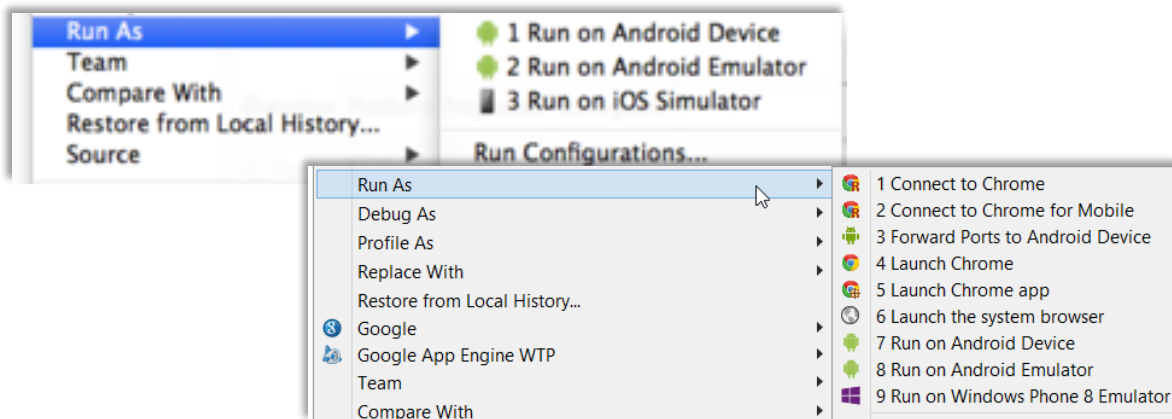 Run As
Team
Compare With
Restore from Local History...
Source
1 Run on Android Device
2 Run on Android Emulator
3 Run on iOS Simulator
Run Configurations...
Run As
Debug As
Profile As
Replace With
Restore from Local History...
Google
Google App Engine WTP
Team
Compare With
1 Connect to Chrome
2 Connect to Chrome for Mobile
3 Forward Ports to Android Device
4 Launch Chrome
5 Launch Chrome app
6 Launch the system browser
7 Run on Android Device
8 Run on Android Emulator
9 Run on Windows Phone 8 Emulator